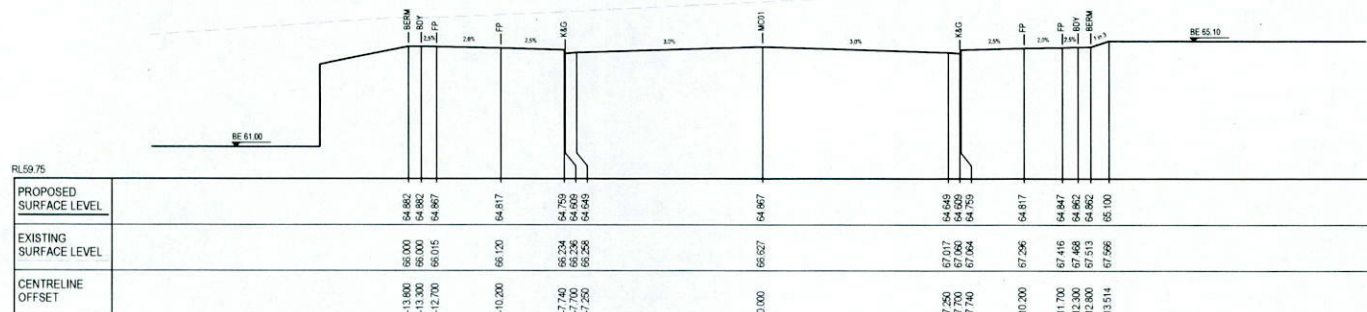 BERM BDY FP FP K&G MC01 K&G FP FP BDY BERM
2.5% 2.0% 2.5% 3.0% 3.0% 2.5% 2.0% 2.5% 1 in 3
BE 65.10
BE 61.00
RL59.75
PROPOSED
SURFACE LEVEL
64.882 64.882 64.867 64.817 64.759 64.609 64.649 64.867 64.649 64.609 64.759 64.817 64.847 64.862 64.862 65.100
EXISTING
SURFACE LEVEL
66.000 66.000 66.015 66.120 66.234 66.236 66.258 66.627 67.017 67.060 67.064 67.296 67.416 67.468 67.513 67.566
CENTRELINE
OFFSET
-13.800 -13.300 -12.700 -10.200 -7.740 -7.700 -7.250 0.000 7.250 7.700 7.740 10.200 11.700 12.300 12.800 13.514